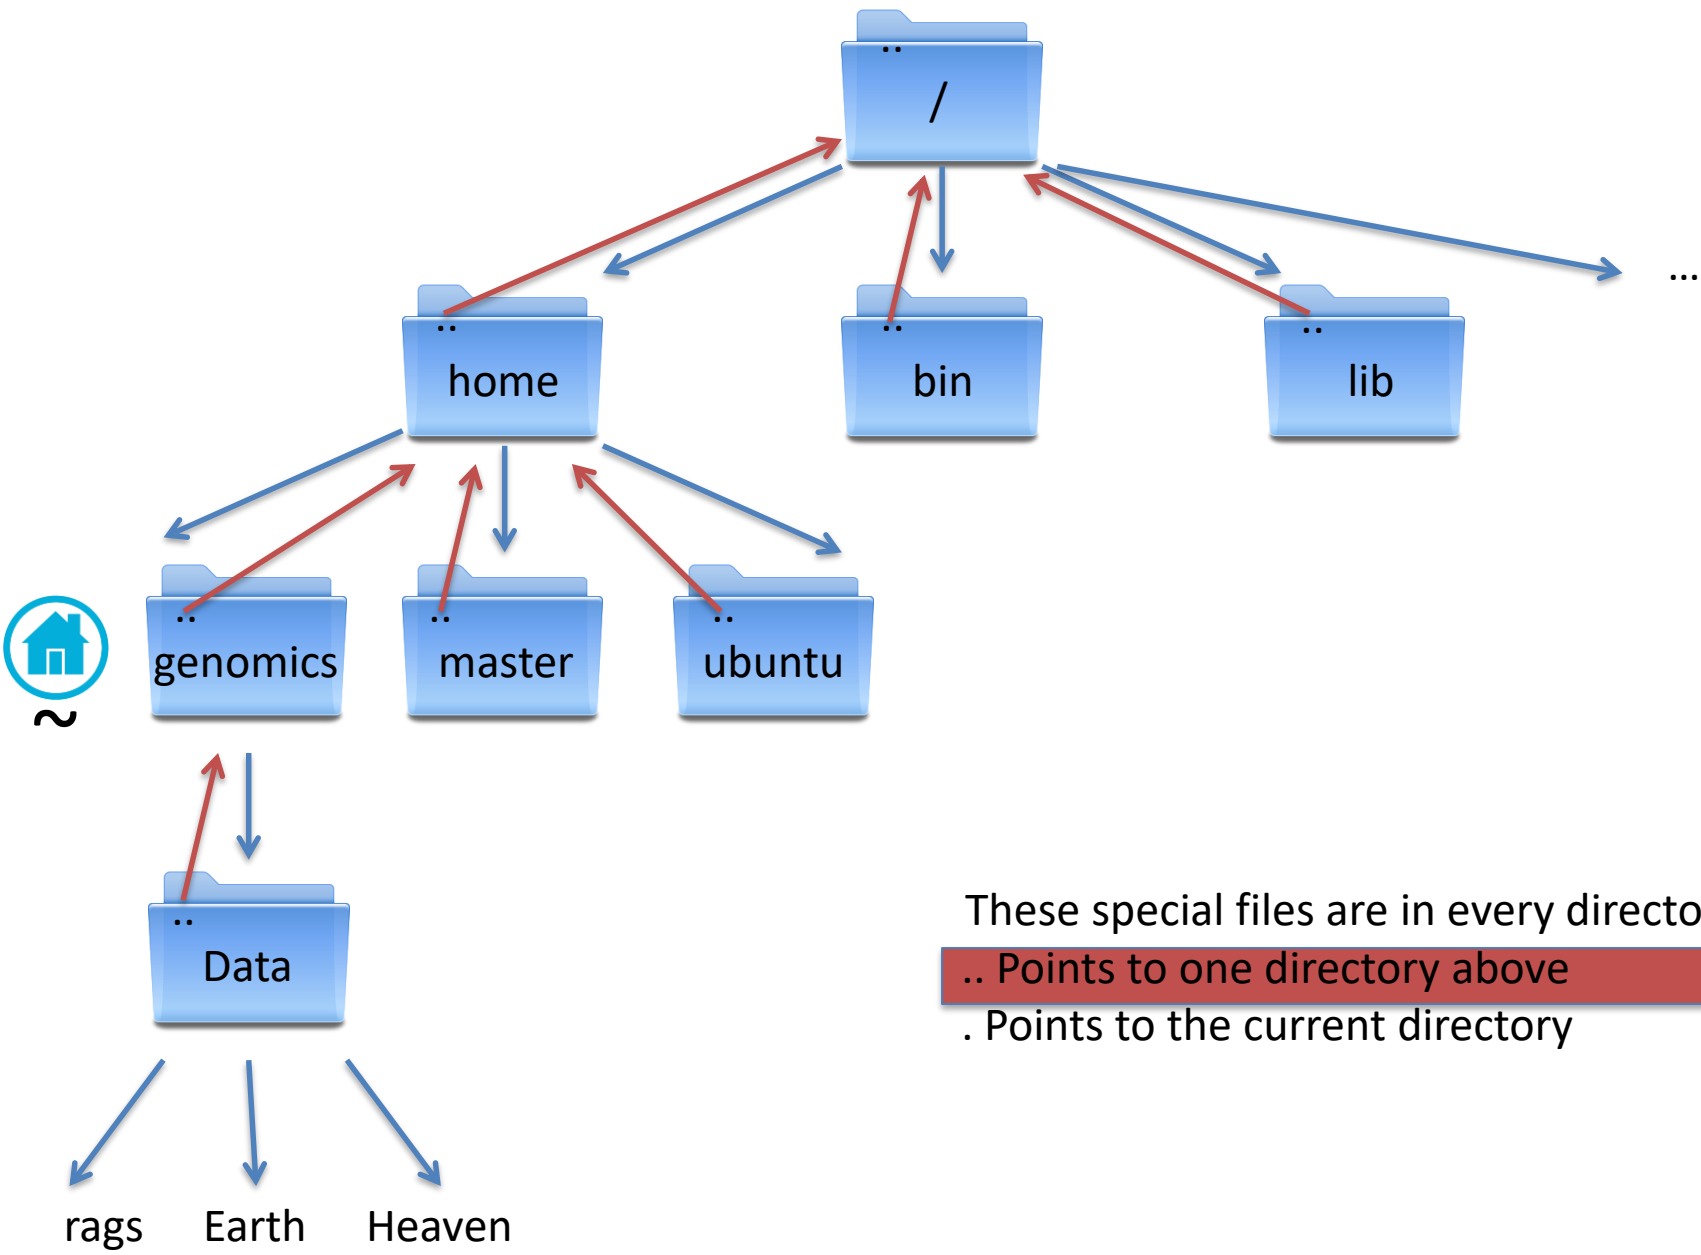 ..
/
...
..
home
..
bin
..
lib
..
genomics
..
master
..
ubuntu
~
..
Data
These special files are in every directo
.. Points to one directory above
. Points to the current directory
rags Earth Heaven